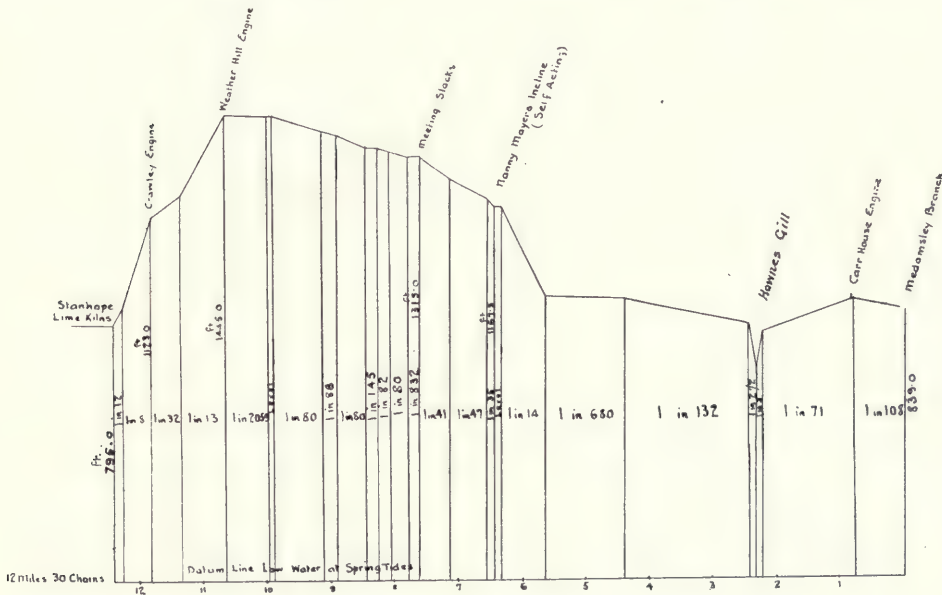 Stanhope
Lime Kilns
Crawley Engine
Weather Hill Engine
Meeting Slacks
Nanny Mayers Incline
(Self Acting)
Hownes Gill
Carr House Engine
Medomsley Branch
ft. 796.0
ft. 1123.0
ft. 1445.0
ft. 1315.0
ft. 1163.3
839.0
1 in 12
1 in 8
1 in 32
1 in 13
1 in 2059
Level
1 in 80
1 in 88
1 in 80
1 in 145
1 in 82
1 in 80
1 in 832
1 in 41
1 in 47
Level
1 in 14
1 in 680
1 in 132
1 in 71
1 in 108
Datum Line Low Water at Spring Tides
12 Miles 30 Chains
12 11 10 9 8 7 6 5 4 3 2 1